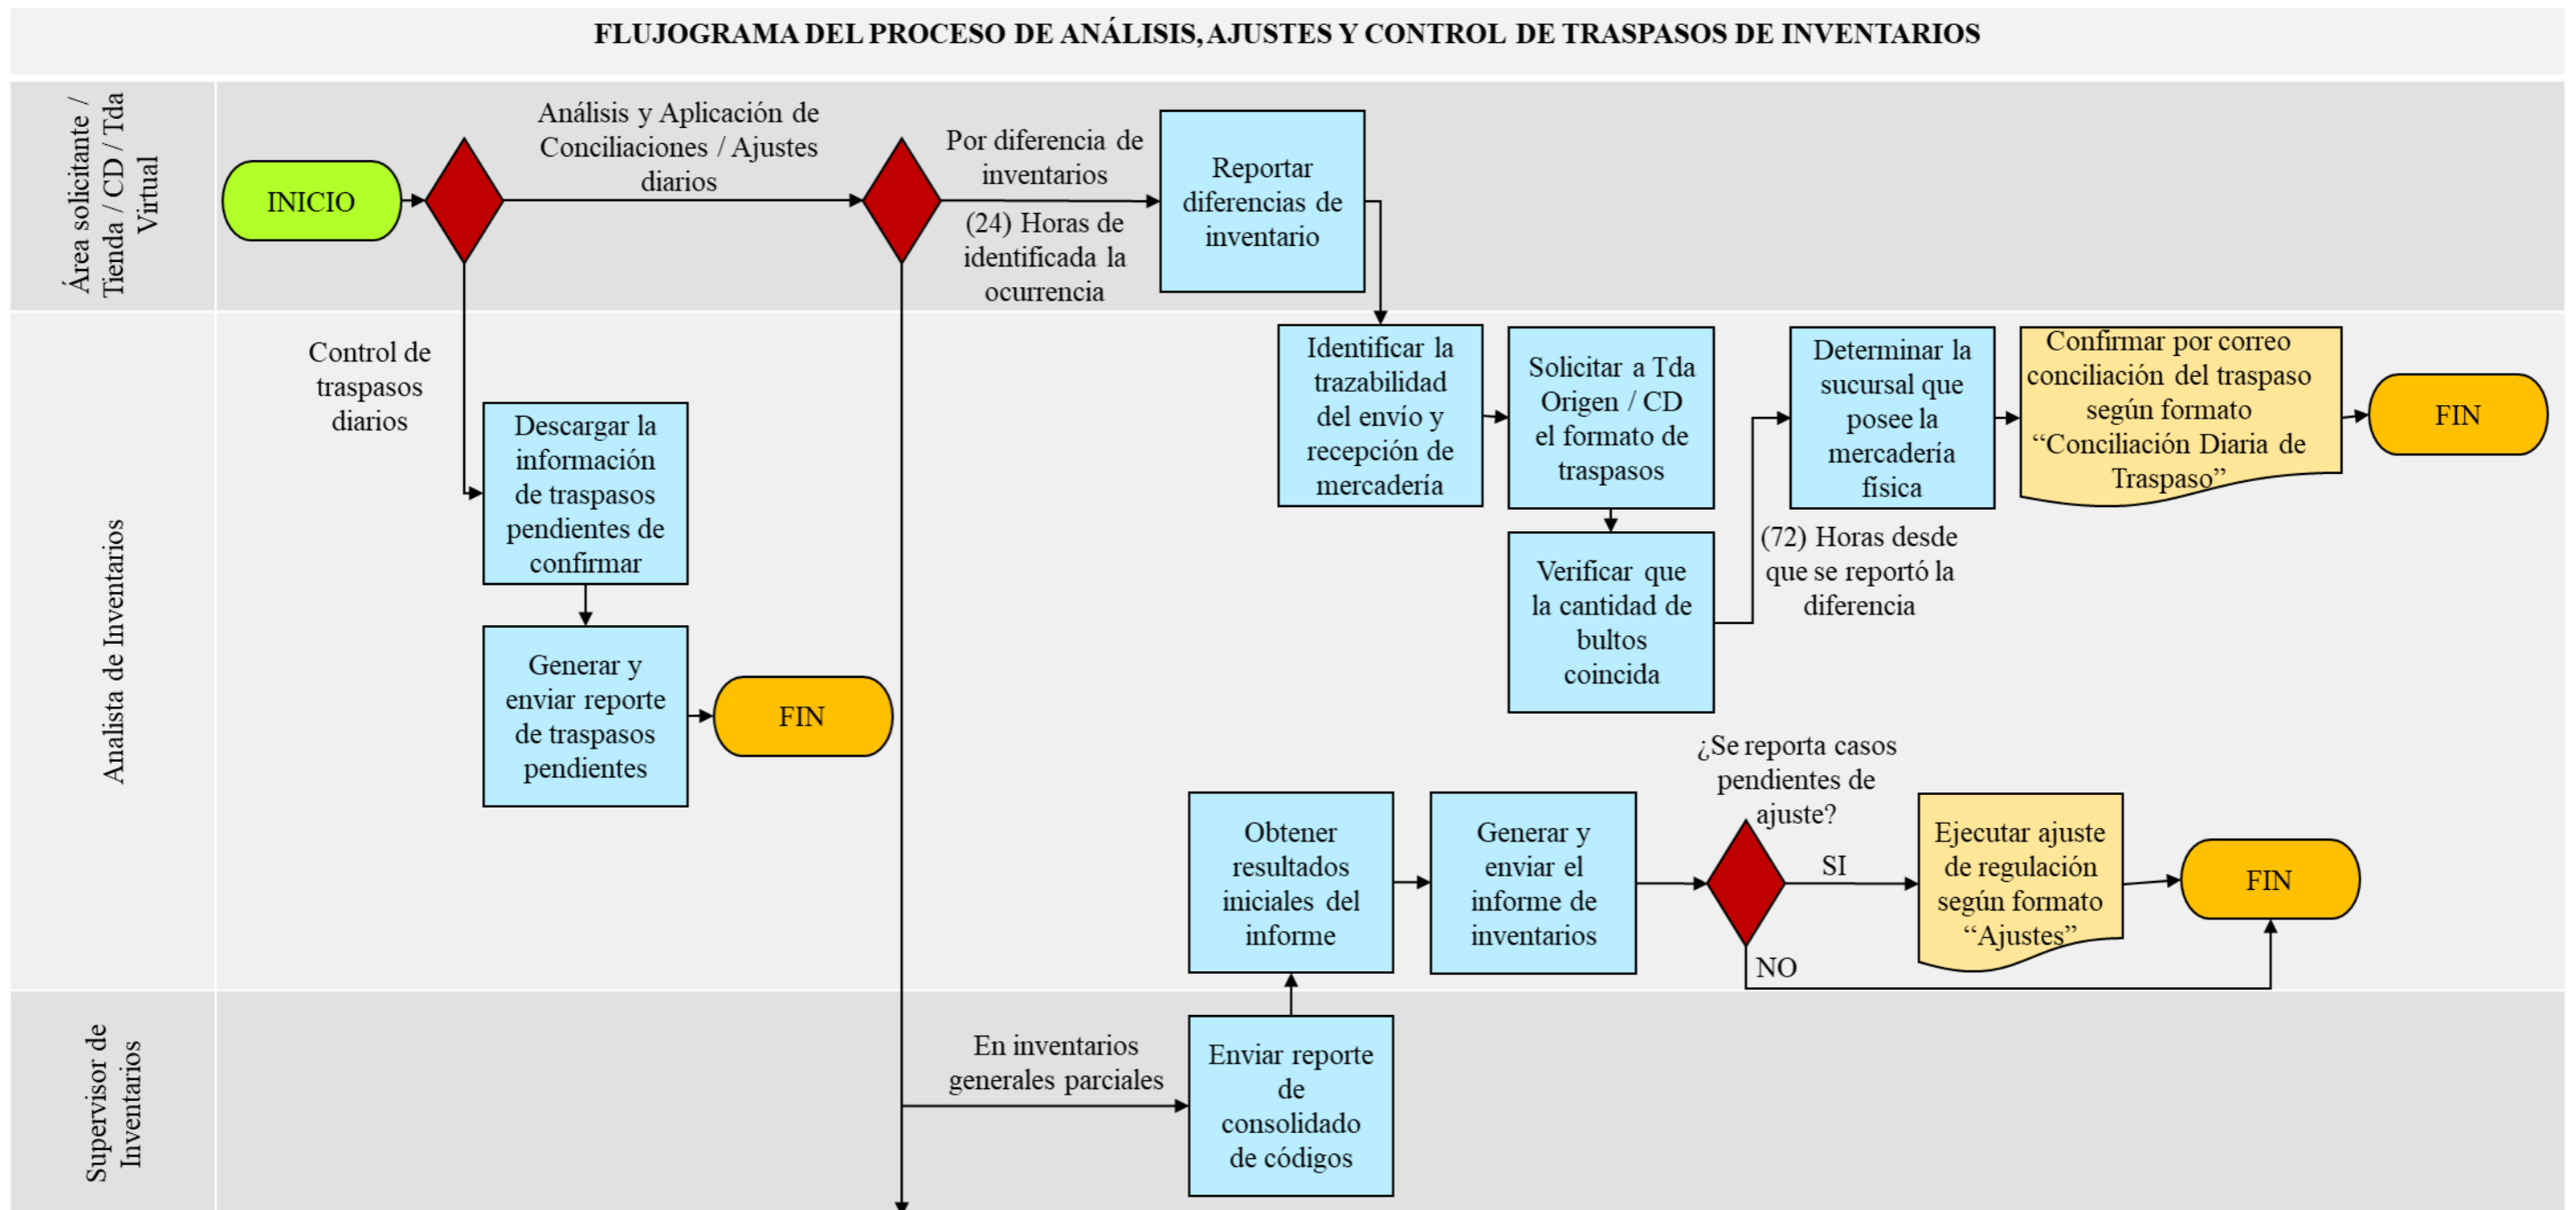 FLUJOGRAMA DEL PROCESO DE ANÁLISIS, AJUSTES Y CONTROL DE TRASPASOS DE INVENTARIOS
Área solicitante /
Tienda / CD / Tda
Virtual
INICIO
Análisis y Aplicación de
Conciliaciones / Ajustes
diarios
Por diferencia de
inventarios
(24) Horas de
identificada la
ocurrencia
Reportar
diferencias de
inventario
Analista de Inventarios
Control de
traspasos
diarios
Descargar la
información
de traspasos
pendientes de
confirmar
Generar y
enviar reporte
de traspasos
pendientes
FIN
Identificar la
trazabilidad
del envío y
recepción de
mercadería
Solicitar a Tda
Origen / CD
el formato de
traspasos
Verificar que
la cantidad de
bultos
coincida
(72) Horas desde
que se reportó la
diferencia
Determinar la
sucursal que
posee la
mercadería
física
Confirmar por correo
conciliación del traspaso
según formato
“Conciliación Diaria de
Traspaso”
FIN
Obtener
resultados
iniciales del
informe
Generar y
enviar el
informe de
inventarios
¿Se reporta casos
pendientes de
ajuste?
SI
NO
Ejecutar ajuste
de regulación
según formato
“Ajustes”
FIN
Supervisor de
Inventarios
En inventarios
generales parciales
Enviar reporte
de
consolidado
de códigos